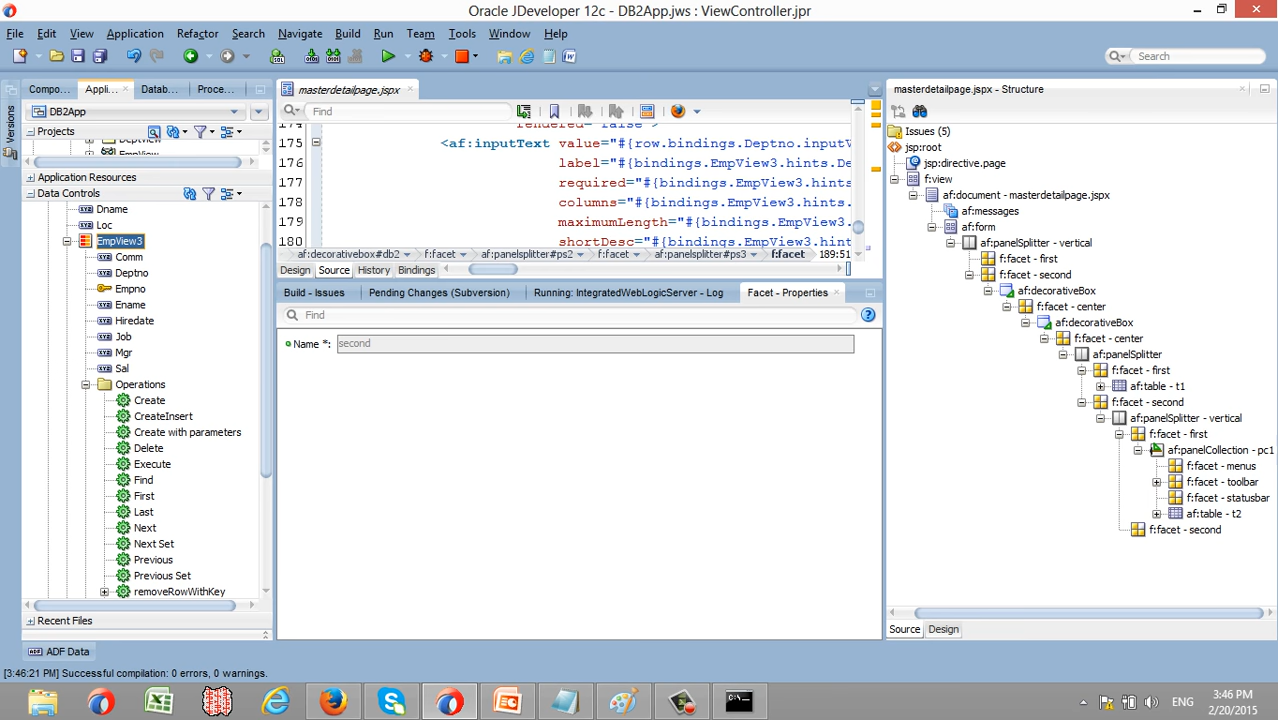 Oracle JDeveloper 12c - DB2App.jws : ViewController.jpr
File Edit View Application Refactor Search Navigate Build Run Team Tools Window Help
Search
Compo... Appli... Datab... Proce...
DB2App
Projects
Application Resources
Data Controls
Dname
Loc
EmpView3
Comm
Deptno
Empno
Ename
Hiredate
Job
Mgr
Sal
Operations
Create
CreateInsert
Create with parameters
Delete
Execute
Find
First
Last
Next
Next Set
Previous
Previous Set
removeRowWithKey
Recent Files
ADF Data
Versions
masterdetailpage.jspx
Find
174 rendered="false">
175 <af:inputText value="#{row.bindings.Deptno.inputV
176 label="#{bindings.EmpView3.hints.De
177 required="#{bindings.EmpView3.hints
178 columns="#{bindings.EmpView3.hints.
179 maximumLength="#{bindings.EmpView3.
180 shortDesc="#{bindings.EmpView3.hint
af:decorativebox#db2 f:facet af:panelsplitter#ps2 f:facet af:panelsplitter#ps3 f:facet 189:51
Design Source History Bindings
Build - Issues Pending Changes (Subversion) Running: IntegratedWebLogicServer - Log Facet - Properties
Find
Name *: second
masterdetailpage.jspx - Structure
Issues (5)
jsp:root
jsp:directive.page
f:view
af:document - masterdetailpage.jspx
af:messages
af:form
af:panelSplitter - vertical
f:facet - first
f:facet - second
af:decorativeBox
f:facet - center
af:decorativeBox
f:facet - center
af:panelSplitter
f:facet - first
af:table - t1
f:facet - second
af:panelSplitter - vertical
f:facet - first
af:panelCollection - pc1
f:facet - menus
f:facet - toolbar
f:facet - statusbar
af:table - t2
f:facet - second
Source Design
[3:46:21 PM] Successful compilation: 0 errors, 0 warnings.
ENG
3:46 PM
2/20/2015